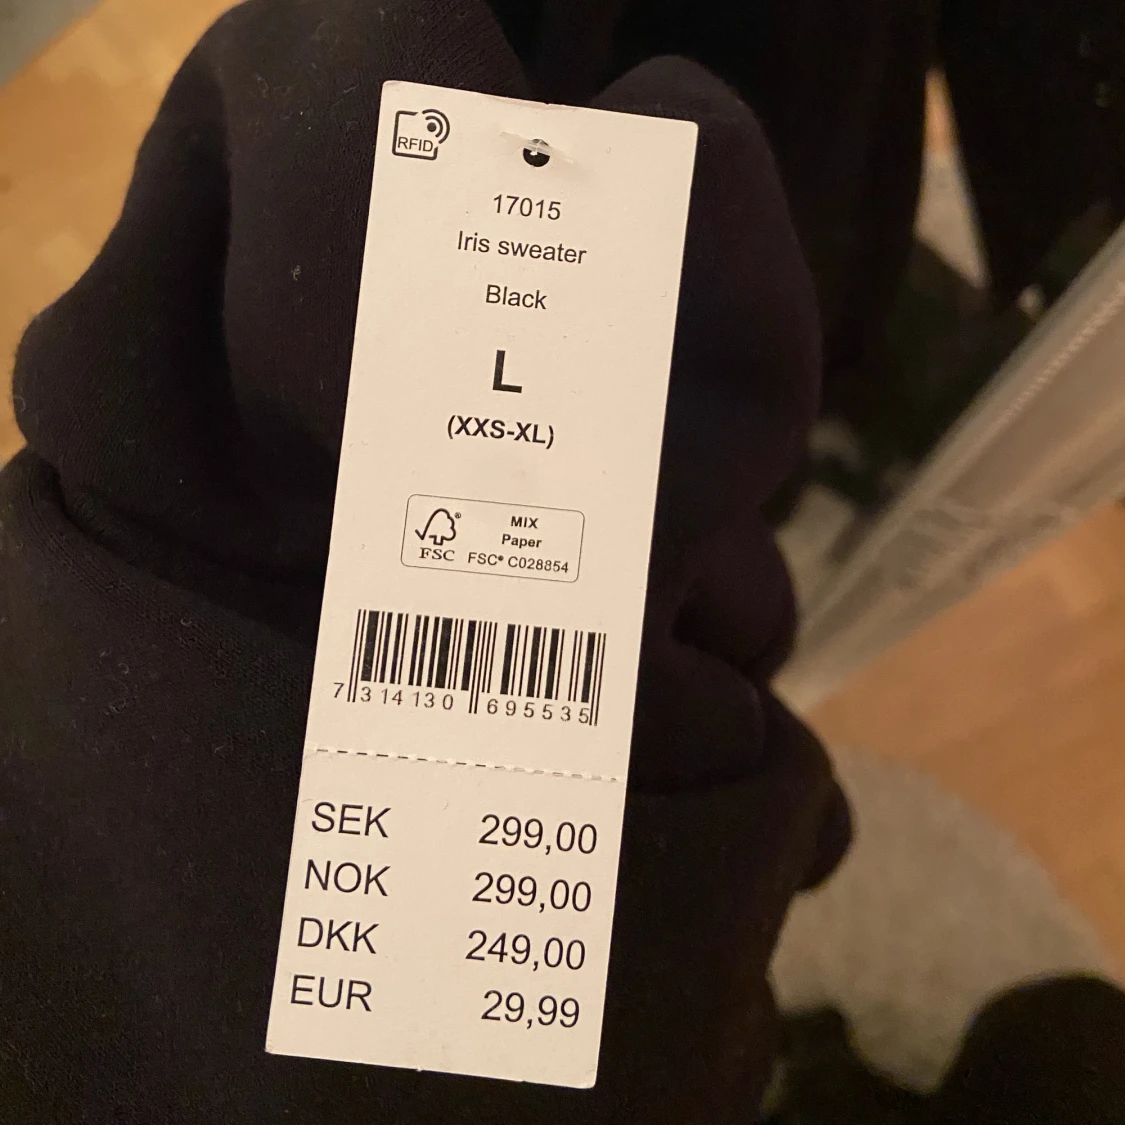 RFID
17015
Iris sweater
Black
L
(XXS-XL)
FSC®
MIX
Paper
FSC® C028854
7 314130 695535
SEK 299,00
NOK 299,00
DKK 249,00
EUR 29,99